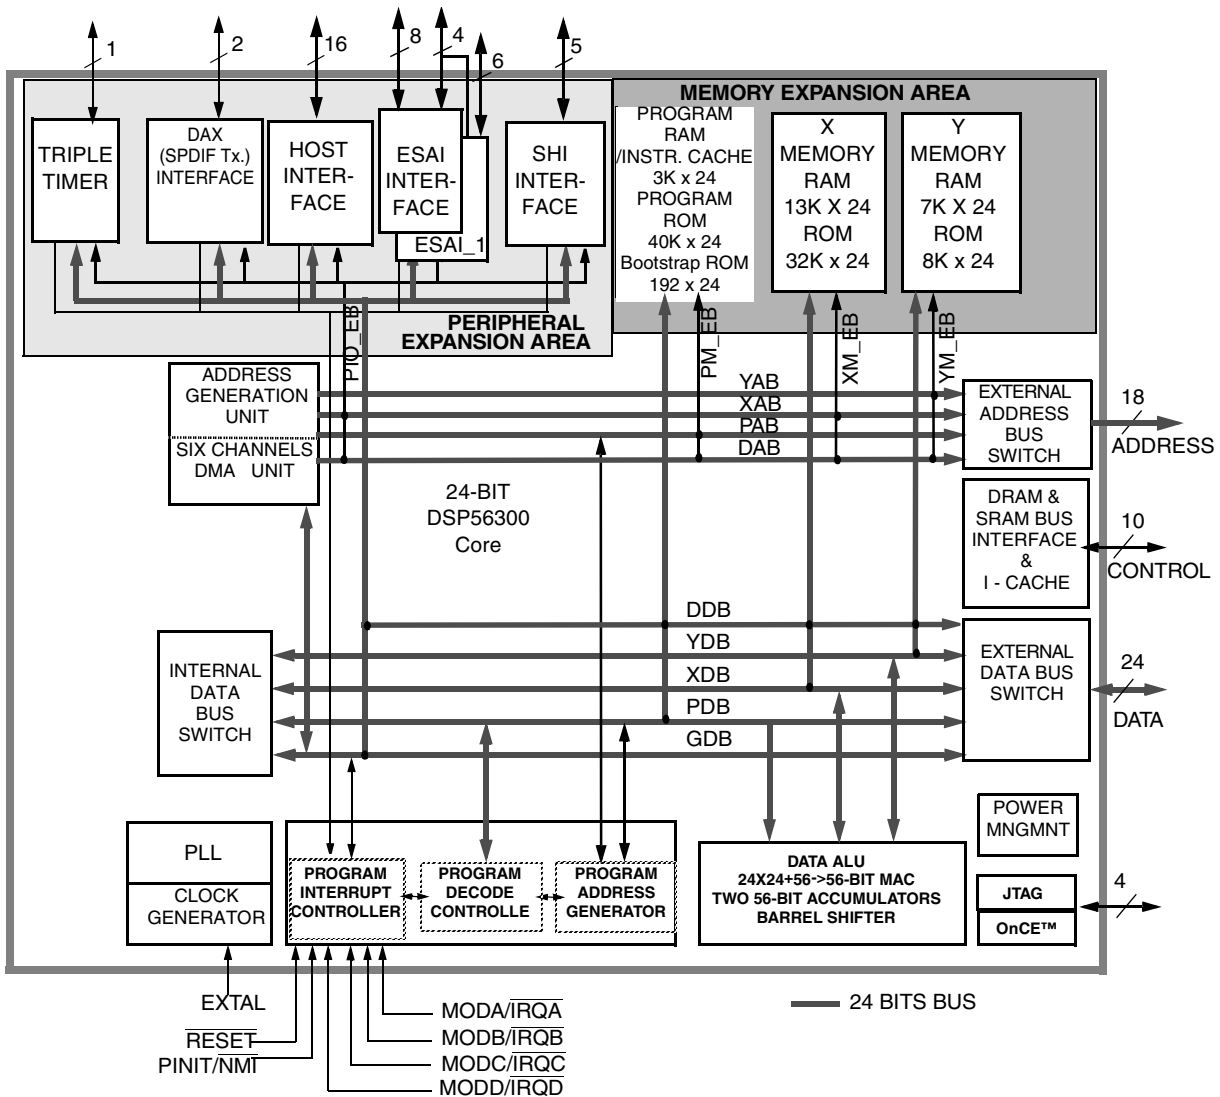 1
2
16
8
4
6
5
MEMORY EXPANSION AREA
TRIPLE
TIMER
DAX
(SPDIF Tx.)
INTERFACE
HOST
INTER-
FACE
ESAI
INTER-
FACE
ESAI_1
SHI
INTER-
FACE
PROGRAM
RAM
/INSTR. CACHE
3K x 24
PROGRAM
ROM
40K x 24
Bootstrap ROM
192 x 24
X
MEMORY
RAM
13K X 24
ROM
32K x 24
Y
MEMORY
RAM
7K X 24
ROM
8K x 24
PERIPHERAL
EXPANSION AREA
PIO_EB
PM_EB
XM_EB
YM_EB
ADDRESS
GENERATION
UNIT
SIX CHANNELS
DMA UNIT
YAB
XAB
PAB
DAB
EXTERNAL
ADDRESS
BUS
SWITCH
18
ADDRESS
24-BIT
DSP56300
Core
DRAM &
SRAM BUS
INTERFACE
&
I - CACHE
10
CONTROL
INTERNAL
DATA
BUS
SWITCH
DDB
YDB
XDB
PDB
GDB
EXTERNAL
DATA BUS
SWITCH
24
DATA
PLL
CLOCK
GENERATOR
PROGRAM
INTERRUPT
CONTROLLER
PROGRAM
DECODE
CONTROLLE
PROGRAM
ADDRESS
GENERATOR
DATA ALU
24X24+56->56-BIT MAC
TWO 56-BIT ACCUMULATORS
BARREL SHIFTER
POWER
MNGMNT
JTAG
OnCE™
4
EXTAL
RESET
PINIT/NMI
MODA/IRQA
MODB/IRQB
MODC/IRQC
MODD/IRQD
24 BITS BUS